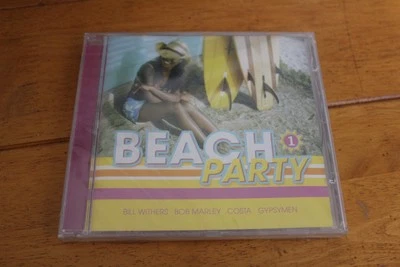 BEACH 1
PARTY
BILL WITHERS BOB MARLEY COSTA GYPSYMEN